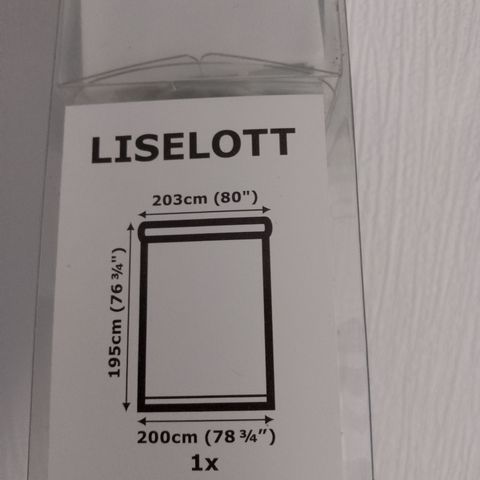 LISELOTT
203cm (80")
195cm (76 ¾")
200cm (78 ¾")
1x